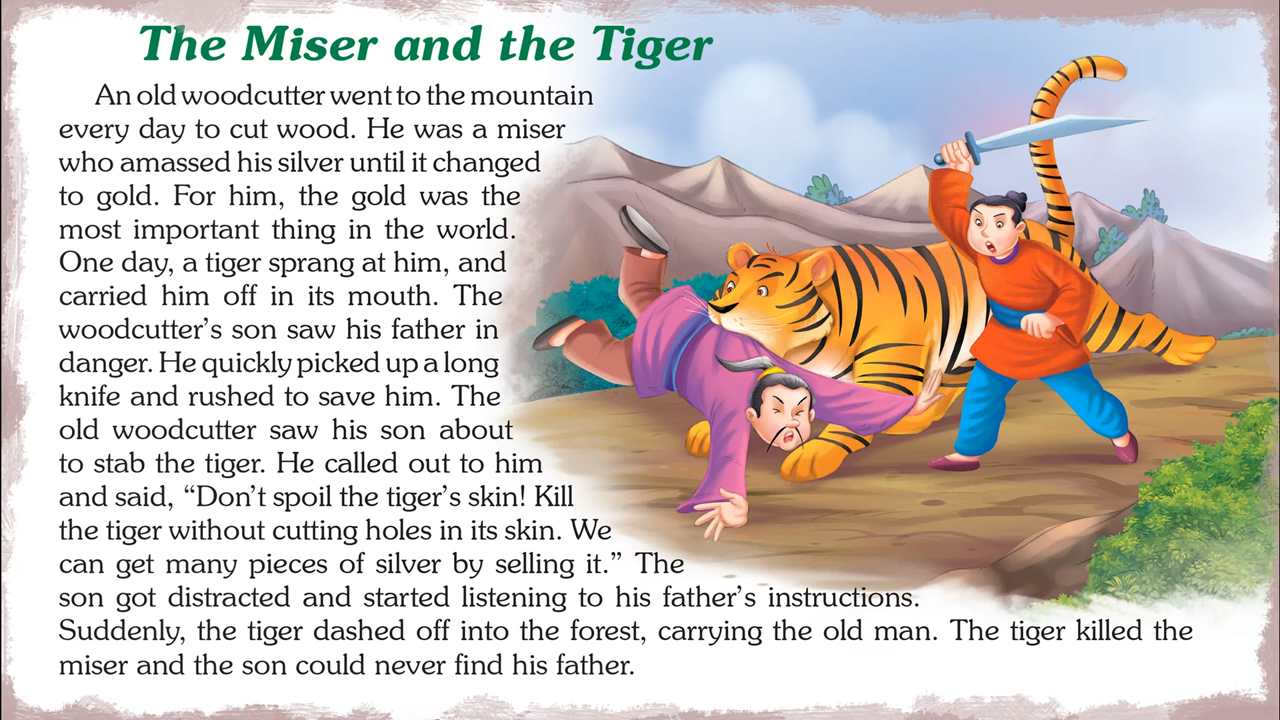 The Miser and the Tiger
An old woodcutter went to the mountain
every day to cut wood. He was a miser
who amassed his silver until it changed
to gold. For him, the gold was the
most important thing in the world.
One day, a tiger sprang at him, and
carried him off in its mouth. The
woodcutter’s son saw his father in
danger. He quickly picked up a long
knife and rushed to save him. The
old woodcutter saw his son about
to stab the tiger. He called out to him
and said, “Don’t spoil the tiger’s skin! Kill
the tiger without cutting holes in its skin. We
can get many pieces of silver by selling it.” The
son got distracted and started listening to his father’s instructions.
Suddenly, the tiger dashed off into the forest, carrying the old man. The tiger killed the
miser and the son could never find his father.